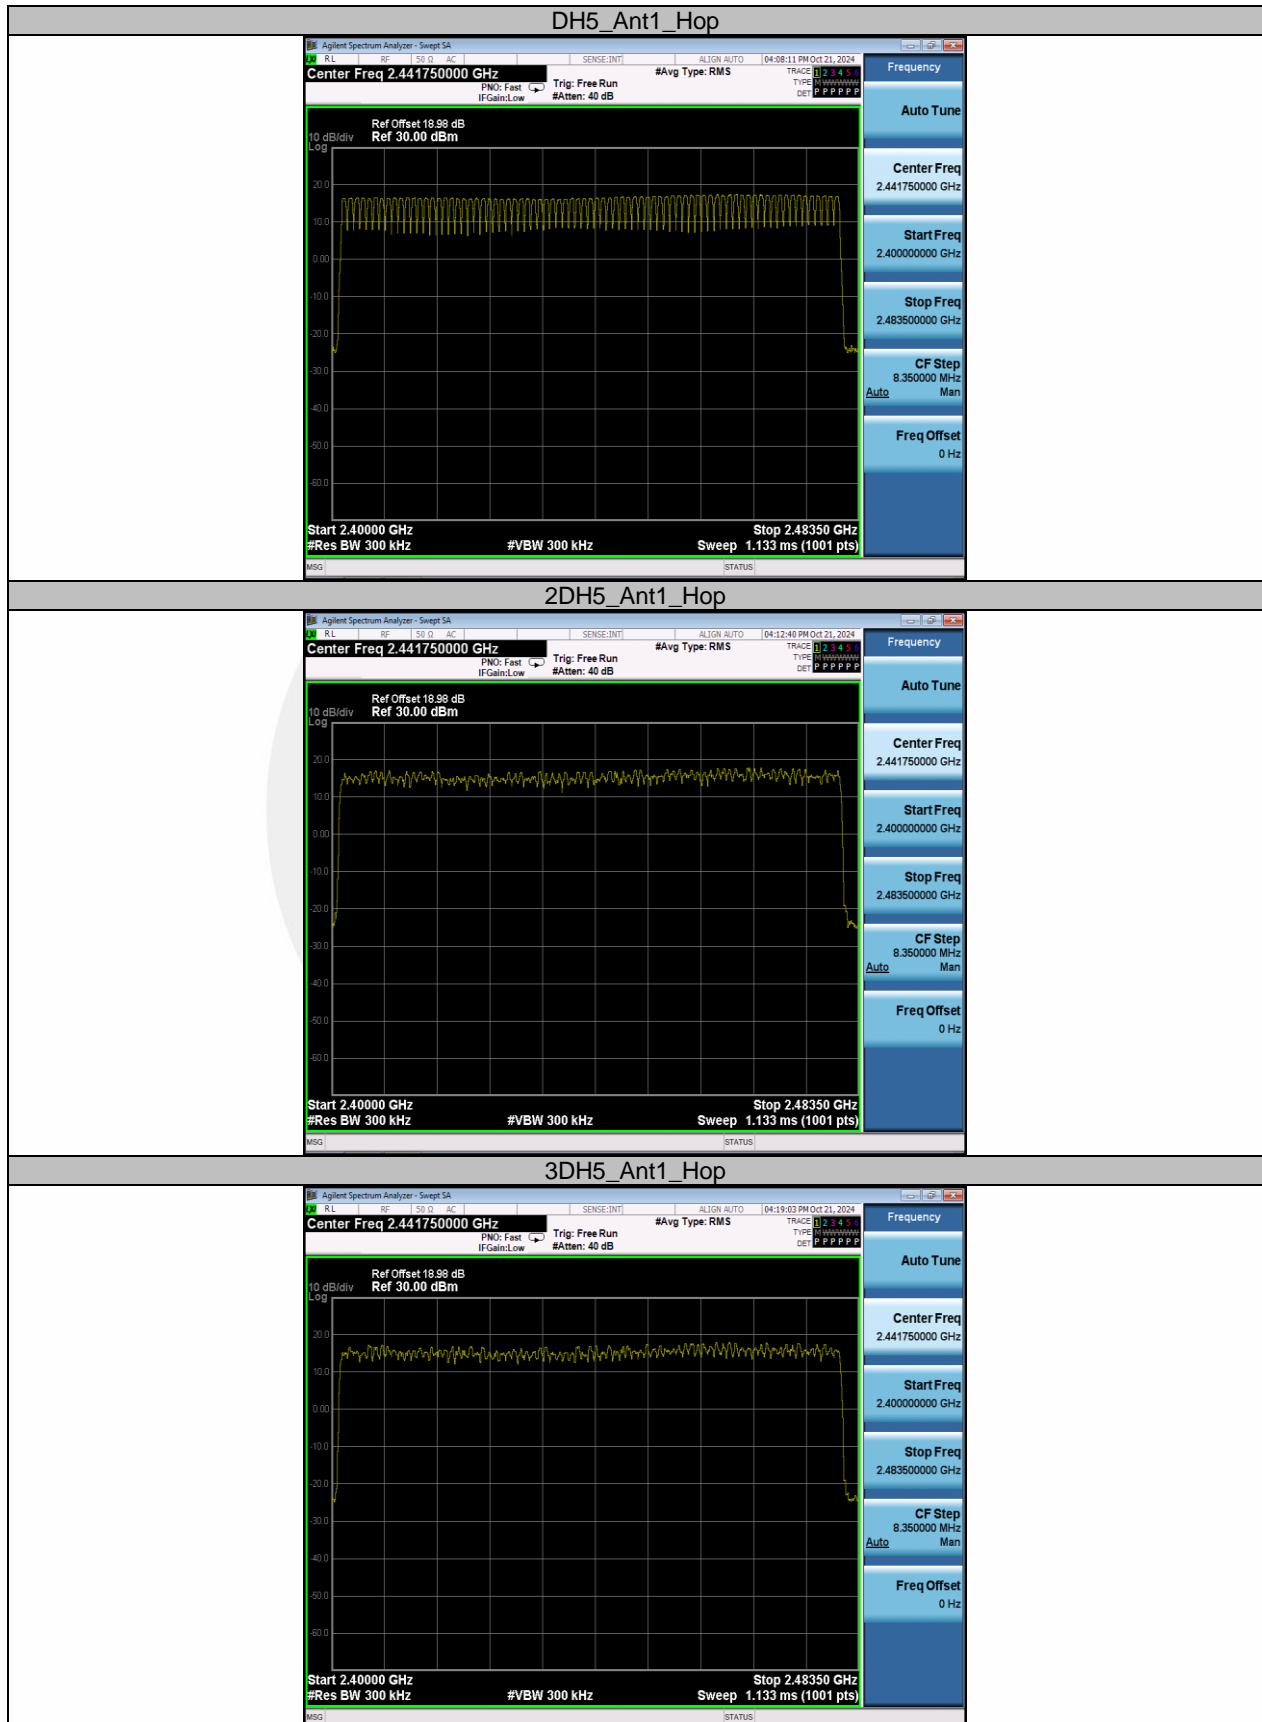 DH5_Ant1_Hop
Agilent Spectrum Analyzer - Swept SA
RL RF 50 Ω AC SENSE:INT ALIGN AUTO 04:08:11 PM Oct 21, 2024
Center Freq 2.441750000 GHz #Avg Type: RMS TRACE 1 2 3 4 5 6
PNO: Fast Trig: Free Run TYPE M WWWWW
IFGain:Low #Atten: 40 dB DET P P P P P P
Ref Offset 18.98 dB
10 dB/div Ref 30.00 dBm
Log
20.0
10.0
0.00
-10.0
-20.0
-30.0
-40.0
-50.0
-60.0
Start 2.40000 GHz Stop 2.48350 GHz
#Res BW 300 kHz #VBW 300 kHz Sweep 1.133 ms (1001 pts)
MSG STATUS
Frequency
Auto Tune
Center Freq
2.441750000 GHz
Start Freq
2.400000000 GHz
Stop Freq
2.483500000 GHz
CF Step
8.350000 MHz
Auto Man
Freq Offset
0 Hz
2DH5_Ant1_Hop
Agilent Spectrum Analyzer - Swept SA
RL RF 50 Ω AC SENSE:INT ALIGN AUTO 04:12:40 PM Oct 21, 2024
Center Freq 2.441750000 GHz #Avg Type: RMS TRACE 1 2 3 4 5 6
PNO: Fast Trig: Free Run TYPE M WWWWW
IFGain:Low #Atten: 40 dB DET P P P P P P
Ref Offset 18.98 dB
10 dB/div Ref 30.00 dBm
Log
20.0
10.0
0.00
-10.0
-20.0
-30.0
-40.0
-50.0
-60.0
Start 2.40000 GHz Stop 2.48350 GHz
#Res BW 300 kHz #VBW 300 kHz Sweep 1.133 ms (1001 pts)
MSG STATUS
Frequency
Auto Tune
Center Freq
2.441750000 GHz
Start Freq
2.400000000 GHz
Stop Freq
2.483500000 GHz
CF Step
8.350000 MHz
Auto Man
Freq Offset
0 Hz
3DH5_Ant1_Hop
Agilent Spectrum Analyzer - Swept SA
RL RF 50 Ω AC SENSE:INT ALIGN AUTO 04:19:03 PM Oct 21, 2024
Center Freq 2.441750000 GHz #Avg Type: RMS TRACE 1 2 3 4 5 6
PNO: Fast Trig: Free Run TYPE M WWWWW
IFGain:Low #Atten: 40 dB DET P P P P P P
Ref Offset 18.98 dB
10 dB/div Ref 30.00 dBm
Log
20.0
10.0
0.00
-10.0
-20.0
-30.0
-40.0
-50.0
-60.0
Start 2.40000 GHz Stop 2.48350 GHz
#Res BW 300 kHz #VBW 300 kHz Sweep 1.133 ms (1001 pts)
MSG STATUS
Frequency
Auto Tune
Center Freq
2.441750000 GHz
Start Freq
2.400000000 GHz
Stop Freq
2.483500000 GHz
CF Step
8.350000 MHz
Auto Man
Freq Offset
0 Hz